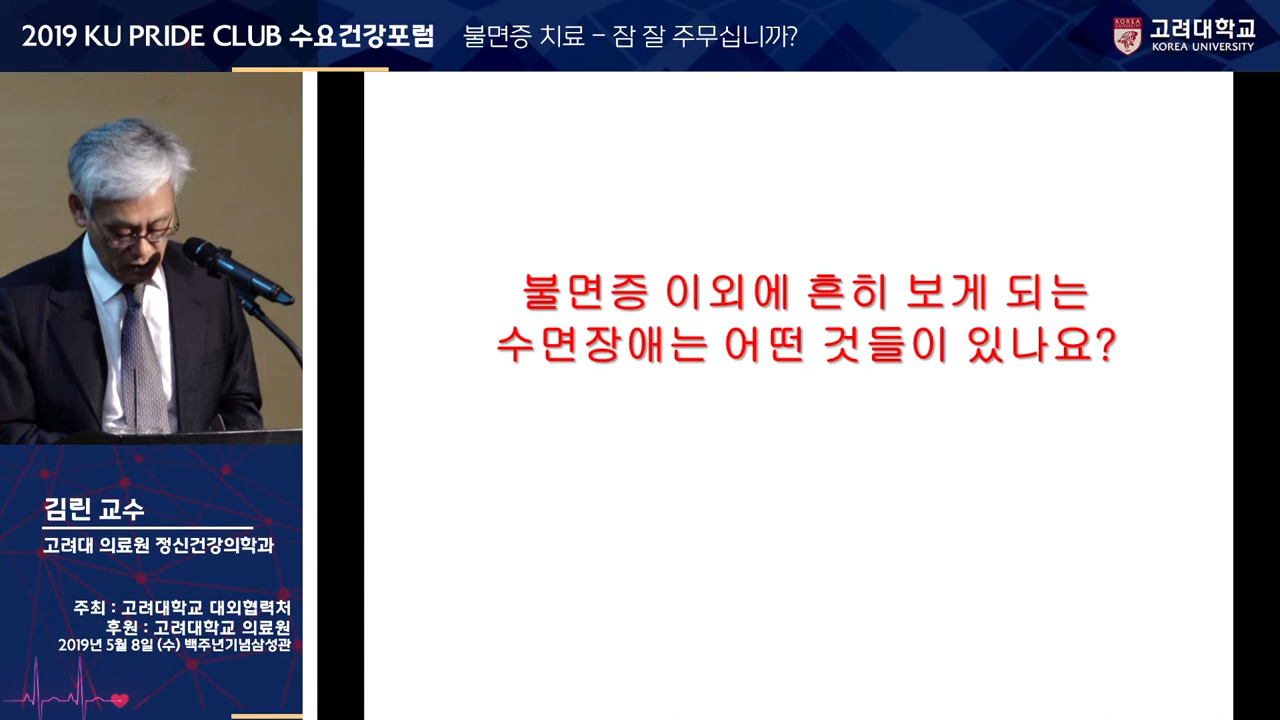 2019 KU PRIDE CLUB 수요건강포럼 불면증 치료 – 잠 잘 주무십니까?
KOREA
UNIVERSITY
고려대학교
KOREA UNIVERSITY
불면증 이외에 흔히 보게 되는
수면장애는 어떤 것들이 있나요?
김린 교수
고려대 의료원 정신건강의학과
주최 : 고려대학교 대외협력처
후원 : 고려대학교 의료원
2019년 5월 8일 (수) 백주년기념삼성관